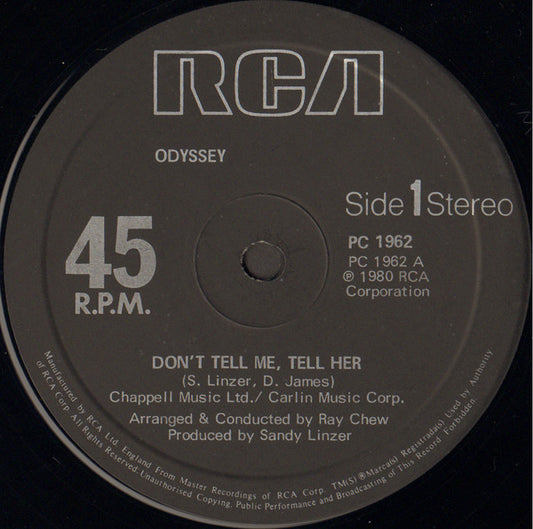 RCA
ODYSSEY
Side 1 Stereo
45
R.P.M.
PC 1962
PC 1962 A
℗ 1980 RCA
Corporation
DON'T TELL ME, TELL HER
(S. Linzer, D. James)
Chappell Music Ltd./ Carlin Music Corp.
Arranged & Conducted by Ray Chew
Produced by Sandy Linzer
Manufactured by RCA Ltd. England From Master Recordings of RCA Corp. TM(S) ® Marca(s) Registrada(s) Used by Authority
of RCA Corp. All Rights Reserved. Unauthorised Copying, Public Performance and Broadcasting of This Record Forbidden